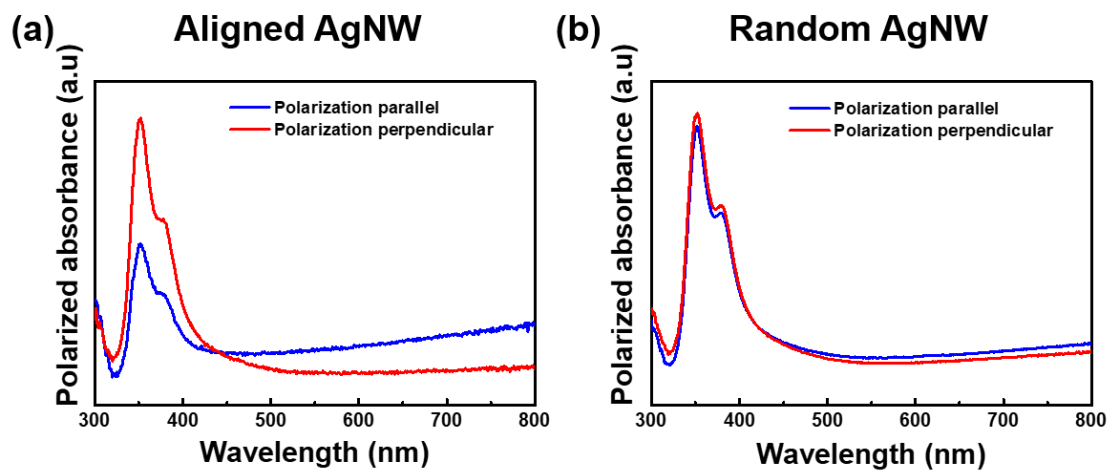 (a) Aligned AgNW
Polarized absorbance (a.u)
Polarization parallel
Polarization perpendicular
300 400 500 600 700 800
Wavelength (nm)
(b) Random AgNW
Polarized absorbance (a.u)
Polarization parallel
Polarization perpendicular
300 400 500 600 700 800
Wavelength (nm)